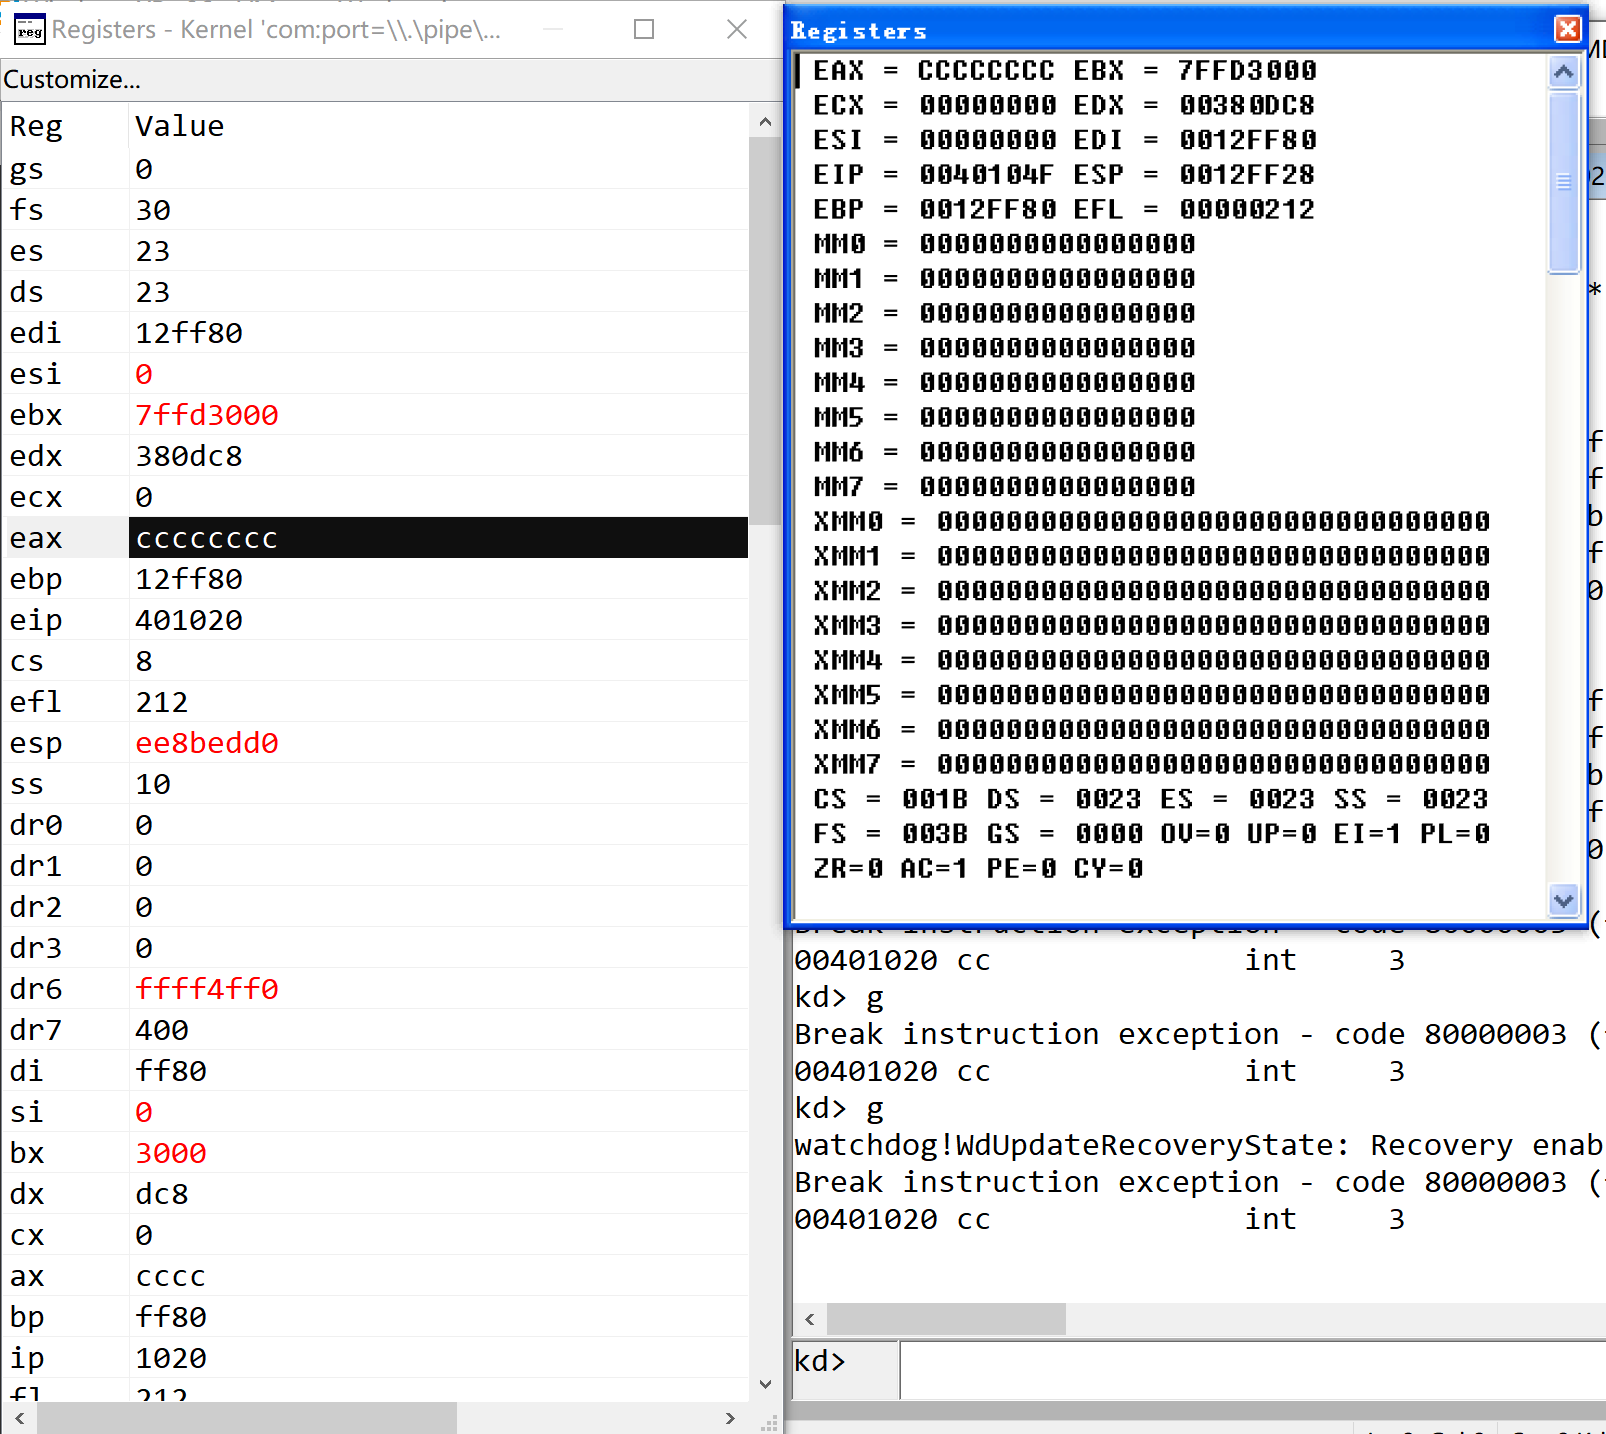 Registers - Kernel 'com:port=\\.\pipe\...
Customize...
Reg Value
gs 0
fs 30
es 23
ds 23
edi 12ff80
esi 0
ebx 7ffd3000
edx 380dc8
ecx 0
eax cccccccc
ebp 12ff80
eip 401020
cs 8
efl 212
esp ee8bedd0
ss 10
dr0 0
dr1 0
dr2 0
dr3 0
dr6 ffff4ff0
dr7 400
di ff80
si 0
bx 3000
dx dc8
cx 0
ax cccc
bp ff80
ip 1020
fl 212
Registers
EAX = CCCCCCCC EBX = 7FFD3000
ECX = 00000000 EDX = 00380DC8
ESI = 00000000 EDI = 0012FF80
EIP = 0040104F ESP = 0012FF28
EBP = 0012FF80 EFL = 00000212
MM0 = 0000000000000000
MM1 = 0000000000000000
MM2 = 0000000000000000
MM3 = 0000000000000000
MM4 = 0000000000000000
MM5 = 0000000000000000
MM6 = 0000000000000000
MM7 = 0000000000000000
XMM0 = 00000000000000000000000000000000
XMM1 = 00000000000000000000000000000000
XMM2 = 00000000000000000000000000000000
XMM3 = 00000000000000000000000000000000
XMM4 = 00000000000000000000000000000000
XMM5 = 00000000000000000000000000000000
XMM6 = 00000000000000000000000000000000
XMM7 = 00000000000000000000000000000000
CS = 001B DS = 0023 ES = 0023 SS = 0023
FS = 003B GS = 0000 OV=0 UP=0 EI=1 PL=0
ZR=0 AC=1 PE=0 CY=0
Break instruction exception - code 80000003 (
00401020 cc int 3
kd> g
Break instruction exception - code 80000003 (
00401020 cc int 3
kd> g
watchdog!WdUpdateRecoveryState: Recovery enab
Break instruction exception - code 80000003 (
00401020 cc int 3
kd>